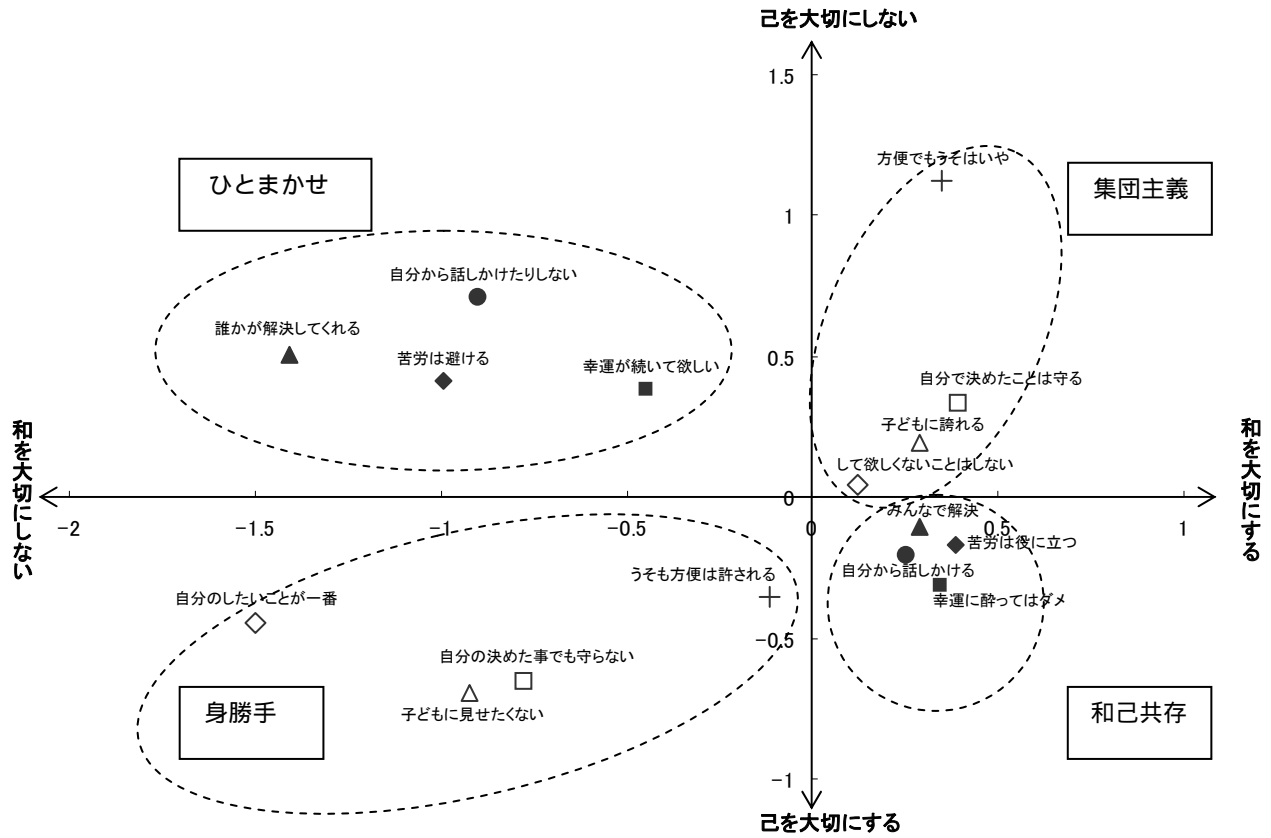 己を大切にしない
1.5
方便でもうそはいや
ひとまかせ
集団主義
1
自分から話しかけたりしない
誰かが解決してくれる
苦労は避ける
幸運が続いて欲しい
0.5
自分で決めたことは守る
子どもに誇れる
して欲しくないことはしない
和を大切にしない
和を大切にする
0
-2
-1.5
-1
-0.5
0
0.5
1
みんなで解決
苦労は役に立つ
自分から話しかける
幸運に酔ってはダメ
うそも方便は許される
自分のしたいことが一番
-0.5
自分の決めた事でも守らない
子どもに見せたくない
身勝手
和己共存
-1
己を大切にする